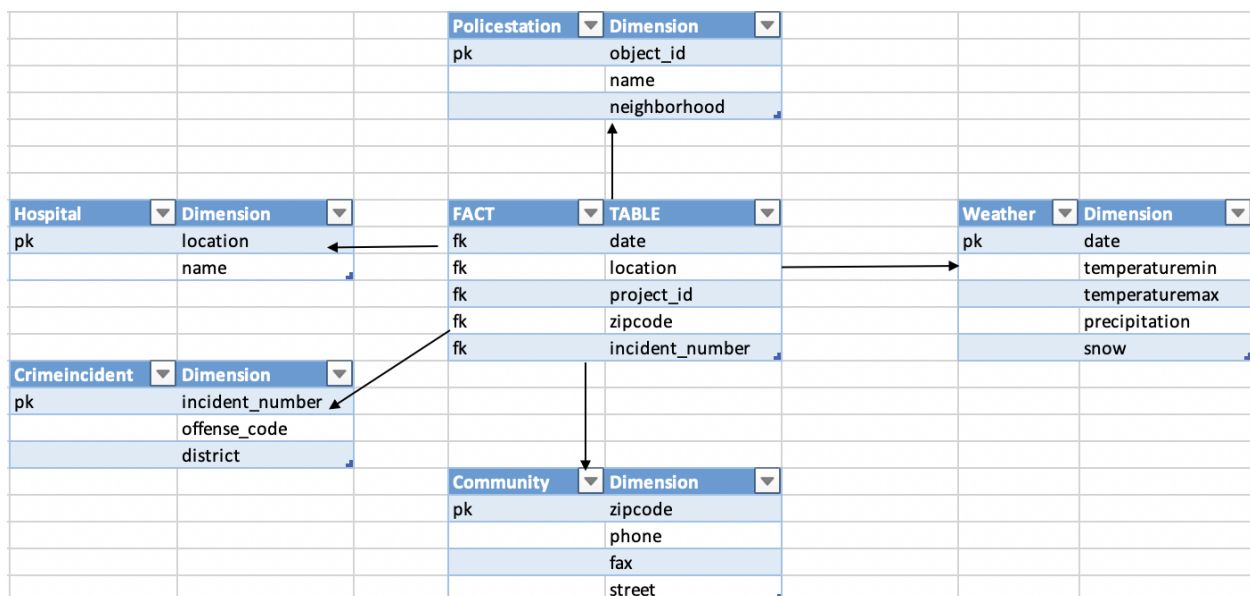 Policestation Dimension
pk object_id
name
neighborhood
Hospital Dimension
pk location
name
FACT TABLE
fk date
fk location
fk project_id
fk zipcode
fk incident_number
Weather Dimension
pk date
temperaturemin
temperaturemax
precipitation
snow
Crimeincident Dimension
pk incident_number
offense_code
district
Community Dimension
pk zipcode
phone
fax
street